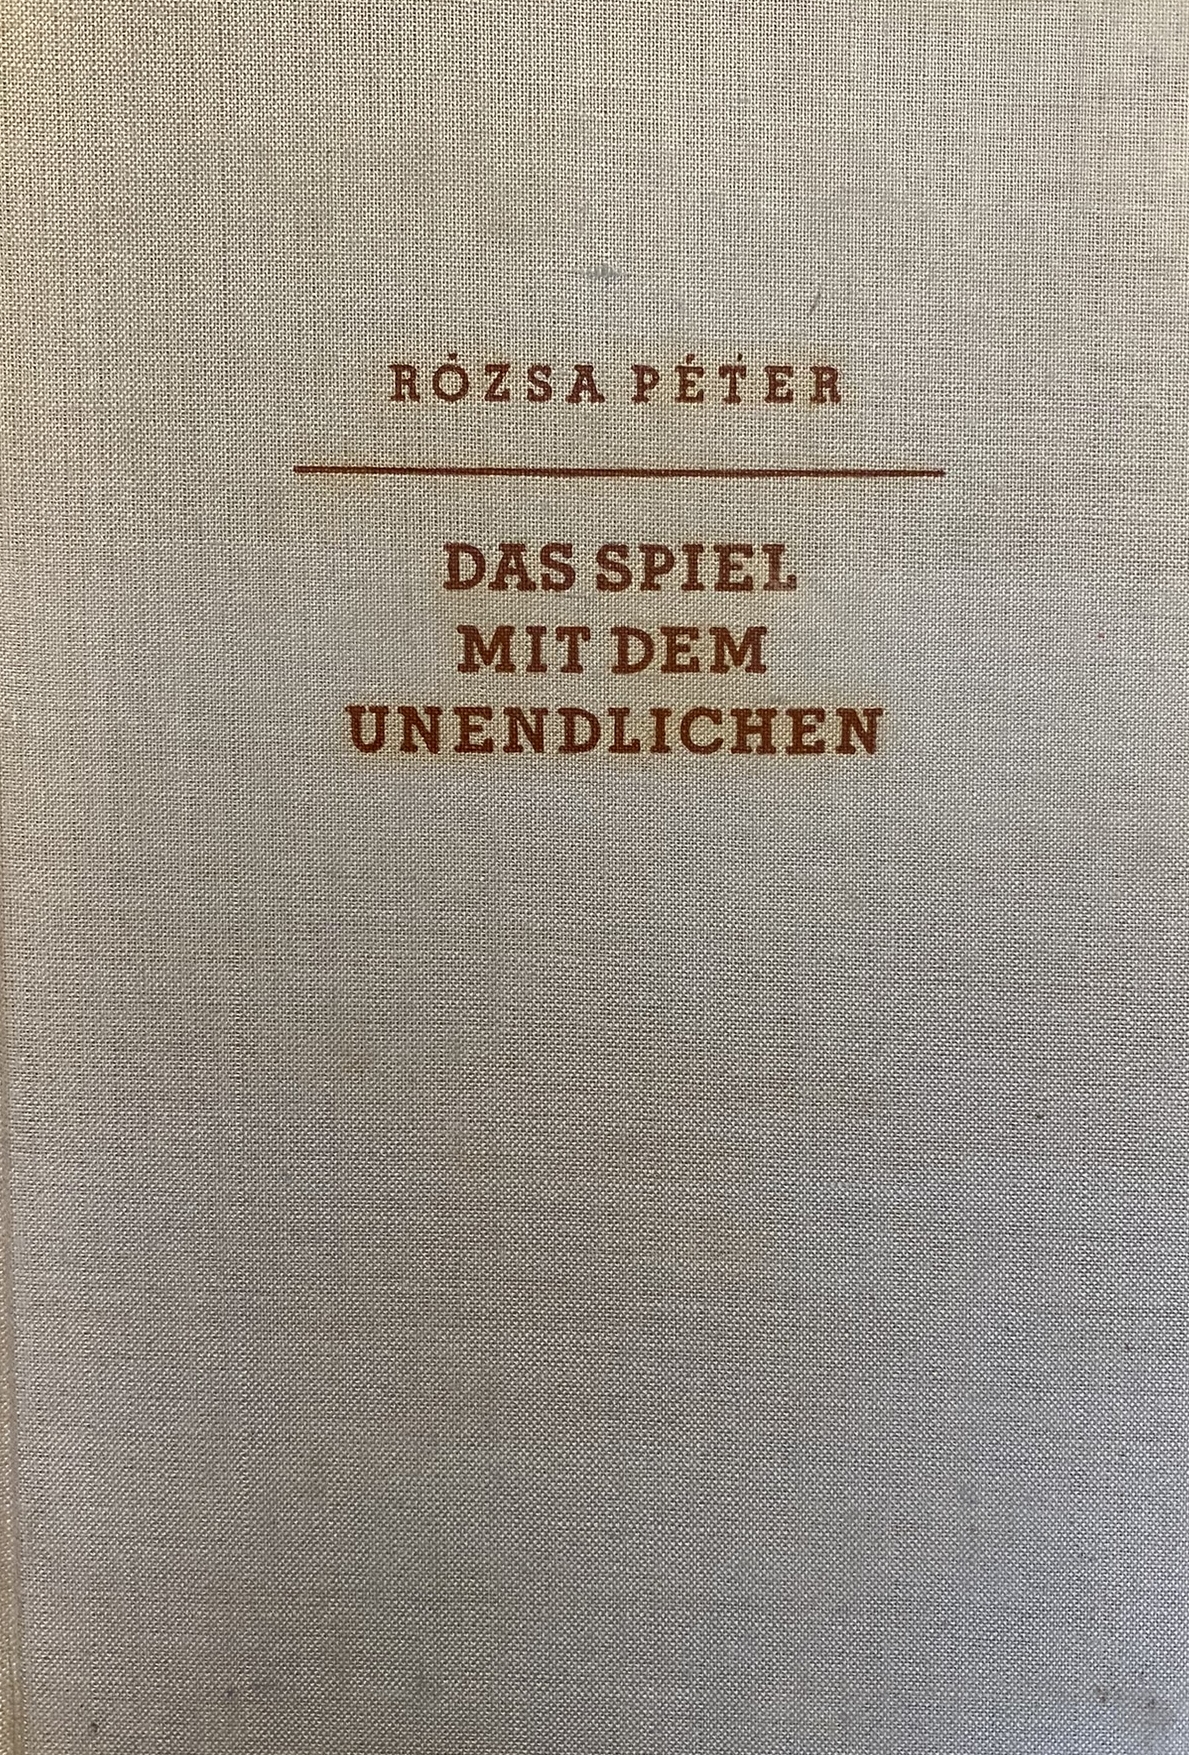 RÓZSA PÉTER
DAS SPIEL
MIT DEM
UNENDLICHEN